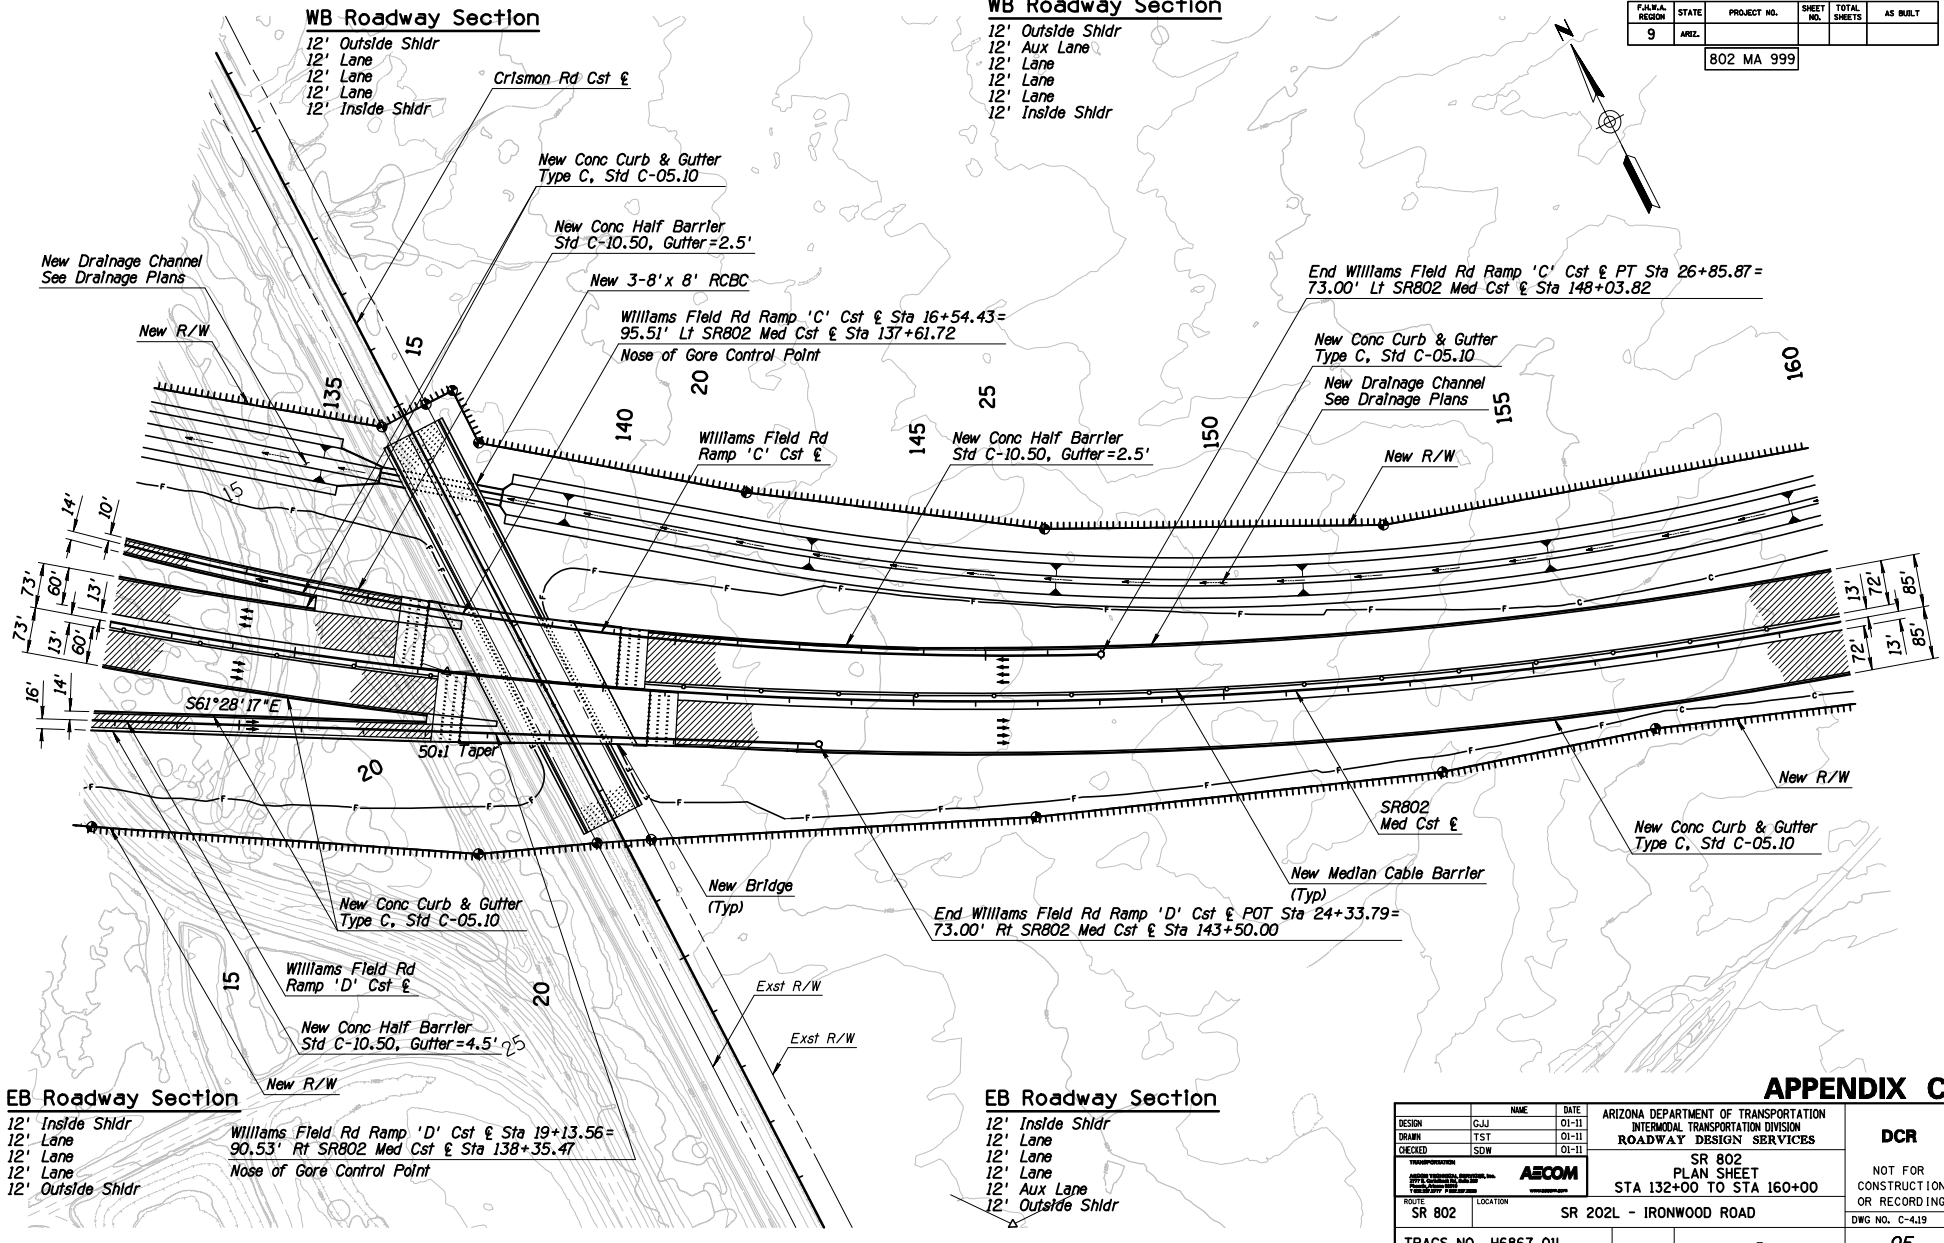 WB Roadway Section
12' Outside Shldr
12' Lane
12' Lane
12' Lane
12' Inside Shldr
WB Roadway Section
12' Outside Shldr
12' Aux Lane
12' Lane
12' Lane
12' Lane
12' Inside Shldr
F.H.W.A. REGION
STATE
PROJECT NO.
SHEET NO.
TOTAL SHEETS
AS BUILT
9
ARIZ.
802 MA 999
N
Crismon Rd Cst ℄
New Conc Curb & Gutter
Type C, Std C-05.10
New Conc Half Barrier
Std C-10.50, Gutter=2.5'
New 3-8'x 8' RCBC
Williams Field Rd Ramp 'C' Cst ℄ Sta 16+54.43=
95.51' Lt SR802 Med Cst ℄ Sta 137+61.72
Nose of Gore Control Point
New Drainage Channel
See Drainage Plans
New R/W
End Williams Field Rd Ramp 'C' Cst ℄ PT Sta 26+85.87=
73.00' Lt SR802 Med Cst ℄ Sta 148+03.82
New Conc Curb & Gutter
Type C, Std C-05.10
New Drainage Channel
See Drainage Plans
New R/W
Williams Field Rd
Ramp 'C' Cst ℄
New Conc Half Barrier
Std C-10.50, Gutter=2.5'
135
15
140
20
145
25
150
155
160
15
14'
10'
73'
60'
13'
73'
13'
60'
16'
14'
S61°28'17"E
50:1 Taper
20
13'
72'
85'
72'
13'
85'
New R/W
SR802
Med Cst ℄
New Conc Curb & Gutter
Type C, Std C-05.10
New Median Cable Barrier
(Typ)
New Bridge
(Typ)
End Williams Field Rd Ramp 'D' Cst ℄ POT Sta 24+33.79=
73.00' Rt SR802 Med Cst ℄ Sta 143+50.00
New Conc Curb & Gutter
Type C, Std C-05.10
Williams Field Rd
Ramp 'D' Cst ℄
15
20
New Conc Half Barrier
Std C-10.50, Gutter=4.5'
25
New R/W
Exst R/W
Exst R/W
EB Roadway Section
12' Inside Shldr
12' Lane
12' Lane
12' Lane
12' Outside Shldr
Williams Field Rd Ramp 'D' Cst ℄ Sta 19+13.56=
90.53' Rt SR802 Med Cst ℄ Sta 138+35.47
Nose of Gore Control Point
EB Roadway Section
12' Inside Shldr
12' Lane
12' Lane
12' Lane
12' Aux Lane
12' Outside Shldr
APPENDIX C
NAME
DATE
DESIGN GJJ 01-11
DRAWN TST 01-11
CHECKED SDW 01-11
ARIZONA DEPARTMENT OF TRANSPORTATION
INTERMODAL TRANSPORTATION DIVISION
ROADWAY DESIGN SERVICES
DCR
AECOM
SR 802
PLAN SHEET
STA 132+00 TO STA 160+00
NOT FOR
CONSTRUCTION
OR RECORDING
ROUTE
SR 802
LOCATION
SR 202L - IRONWOOD ROAD
DWG NO. C-4.19